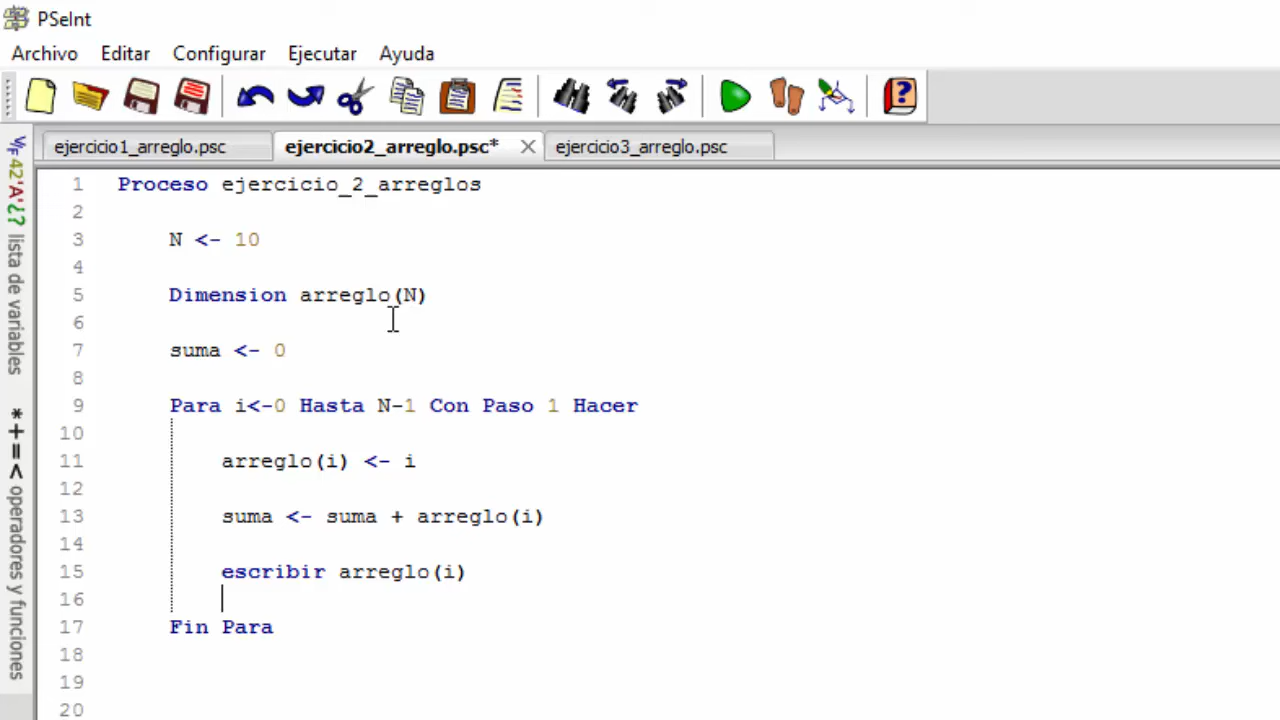 PSeInt
Archivo Editar Configurar Ejecutar Ayuda
ejercicio1_arreglo.psc ejercicio2_arreglo.psc* ejercicio3_arreglo.psc
lista de variables
operadores y funciones
1 Proceso ejercicio_2_arreglos
2
3 N <- 10
4
5 Dimension arreglo(N)
6
7 suma <- 0
8
9 Para i<-0 Hasta N-1 Con Paso 1 Hacer
10
11 arreglo(i) <- i
12
13 suma <- suma + arreglo(i)
14
15 escribir arreglo(i)
16
17 Fin Para
18
19
20